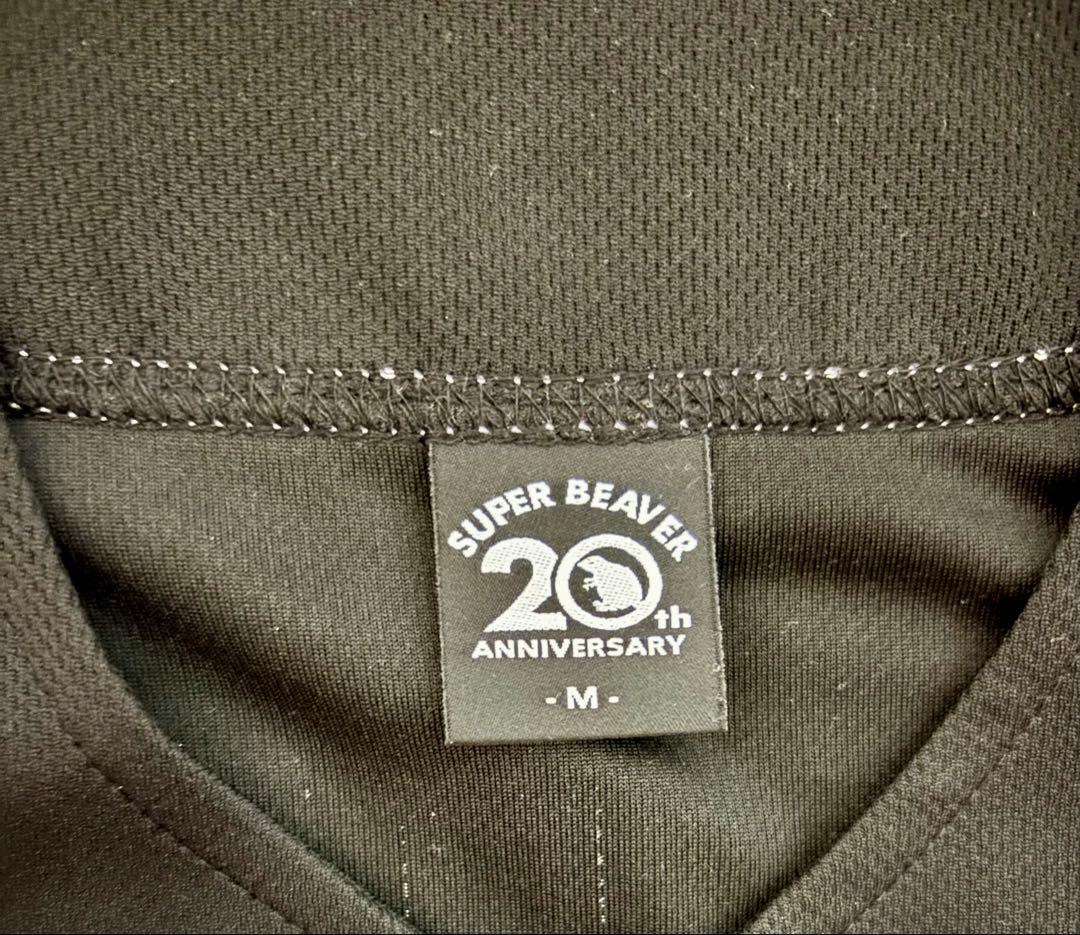 SUPER BEAVER
20th
ANNIVERSARY
- M -